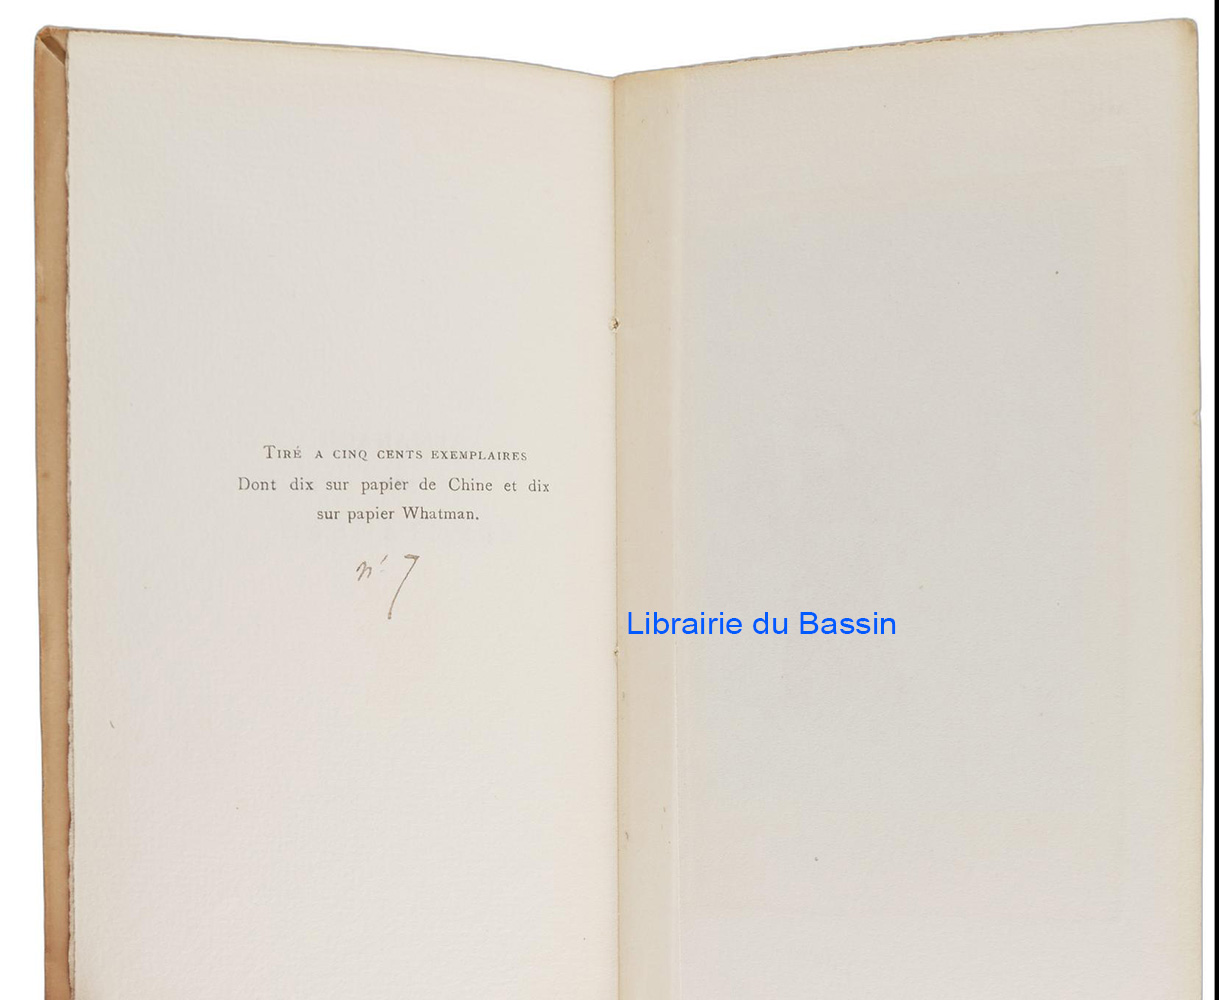 TIRÉ A CINQ CENTS EXEMPLAIRES
Dont dix sur papier de Chine et dix
sur papier Whatman.
n° 7
Librairie du Bassin